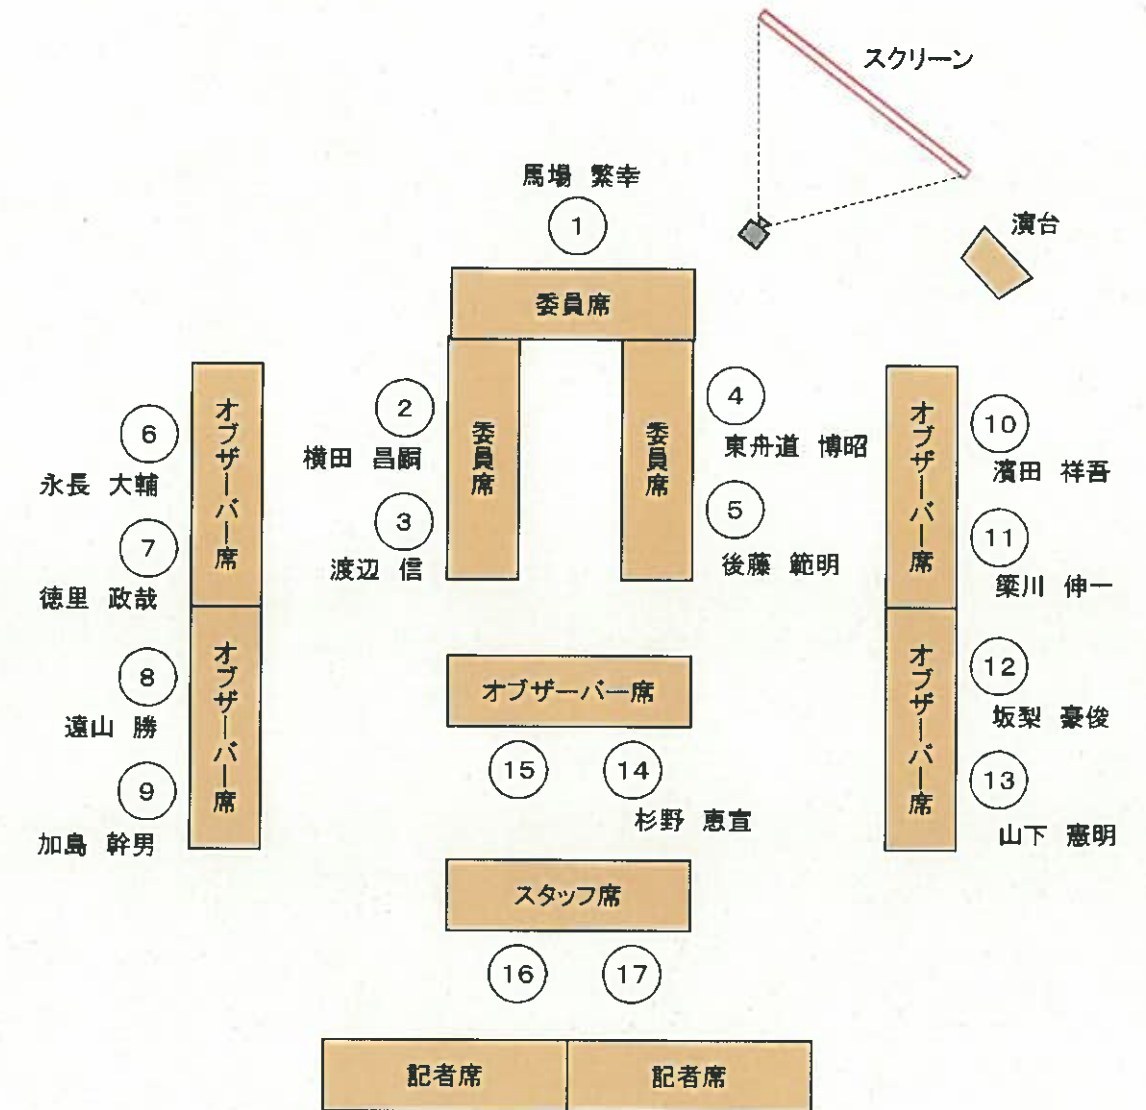 スクリーン
馬場 繁幸
1
演台
委員席
2
横田 昌嗣
3
渡辺 信
委員席
委員席
4
東舟道 博昭
5
後藤 範明
6
永長 大輔
7
徳里 政哉
オブザーバー席
8
遠山 勝
9
加島 幹男
オブザーバー席
オブザーバー席
10
濱田 祥吾
11
簗川 伸一
オブザーバー席
12
坂梨 豪俊
13
山下 憲明
オブザーバー席
15
14
杉野 恵宣
スタッフ席
16
17
記者席
記者席